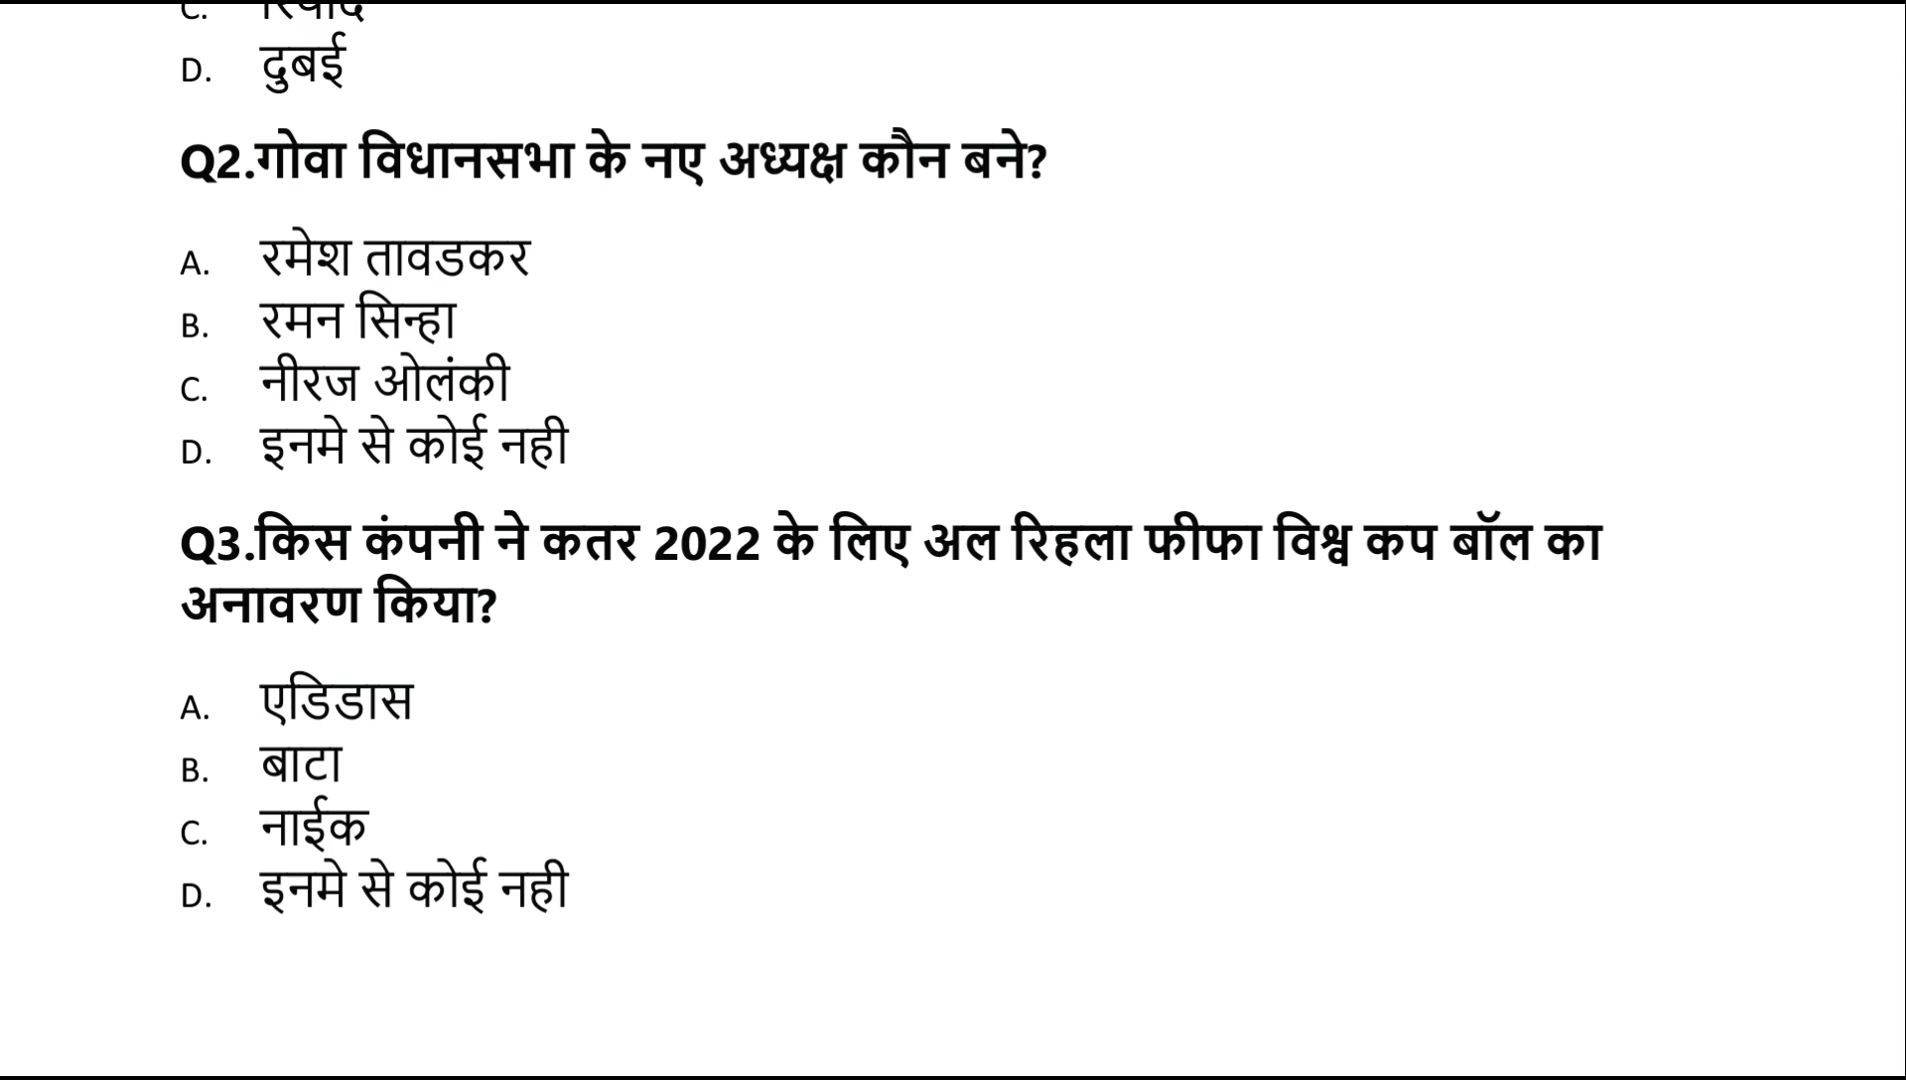 D. दुबई
Q2.गोवा विधानसभा के नए अध्यक्ष कौन बने?
A. रमेश तावडकर
B. रमन सिन्हा
C. नीरज ओलंकी
D. इनमे से कोई नही
Q3.किस कंपनी ने कतर 2022 के लिए अल रिहला फीफा विश्व कप बॉल का
अनावरण किया?
A. एडिडास
B. बाटा
C. नाईक
D. इनमे से कोई नही